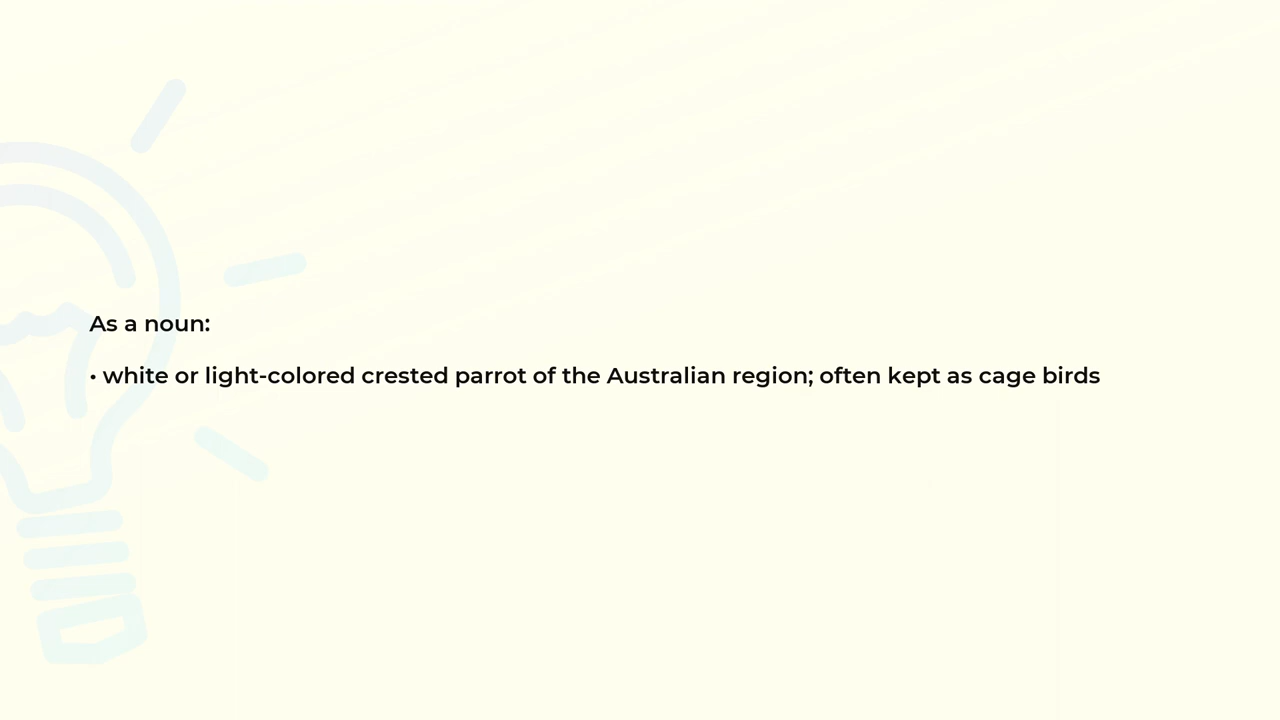 As a noun:
• white or light-colored crested parrot of the Australian region; often kept as cage birds